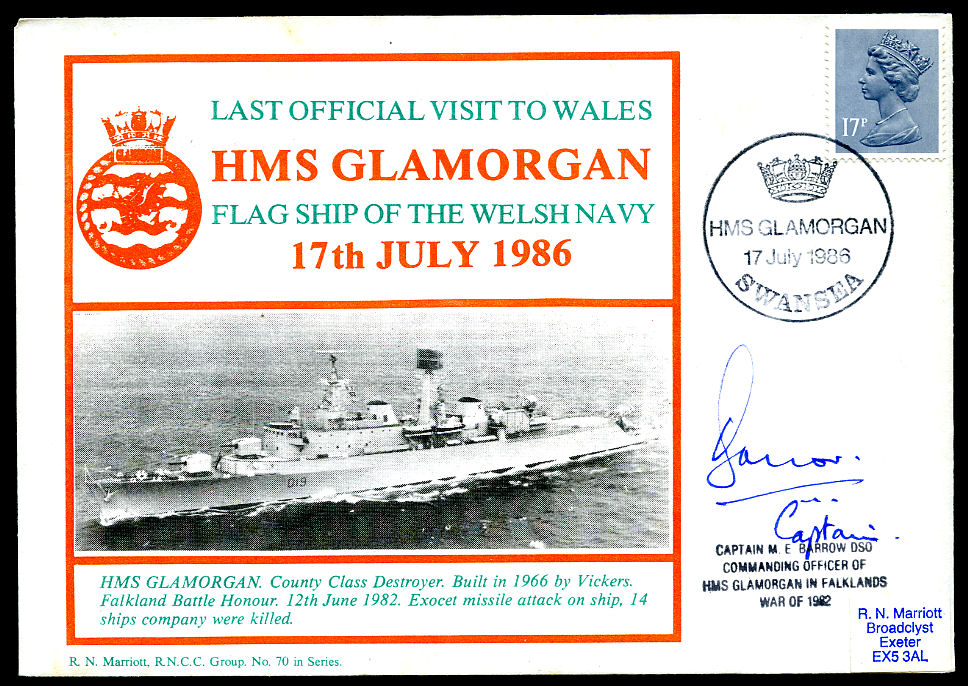 LAST OFFICIAL VISIT TO WALES
HMS GLAMORGAN
FLAG SHIP OF THE WELSH NAVY
17th JULY 1986
17P
HMS GLAMORGAN
17 July 1986
SWANSEA
D19
Barrow.
Captain.
CAPTAIN M. E BARROW DSO
COMMANDING OFFICER OF
HMS GLAMORGAN IN FALKLANDS
WAR OF 1982
HMS GLAMORGAN. County Class Destroyer. Built in 1966 by Vickers.
Falkland Battle Honour. 12th June 1982. Exocet missile attack on ship, 14
ships company were killed.
R. N. Marriott
Broadclyst
Exeter
EX5 3AL
R. N. Marriott, R.N.C.C. Group. No. 70 in Series.